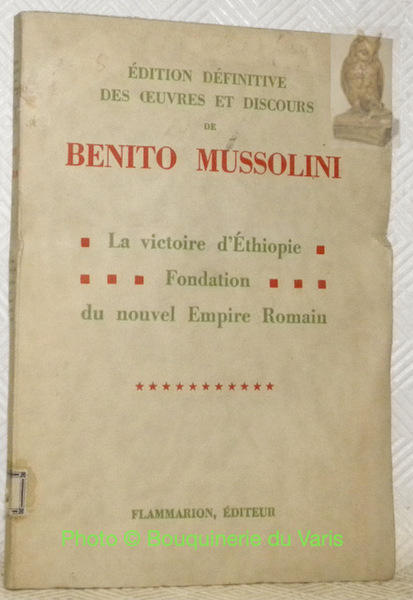 ÉDITION DÉFINITIVE
DES ŒUVRES ET DISCOURS
DE
BENITO MUSSOLINI
La victoire d'Éthiopie
Fondation
du nouvel Empire Romain
FLAMMARION, ÉDITEUR
Photo © Bouquinerie du Varis